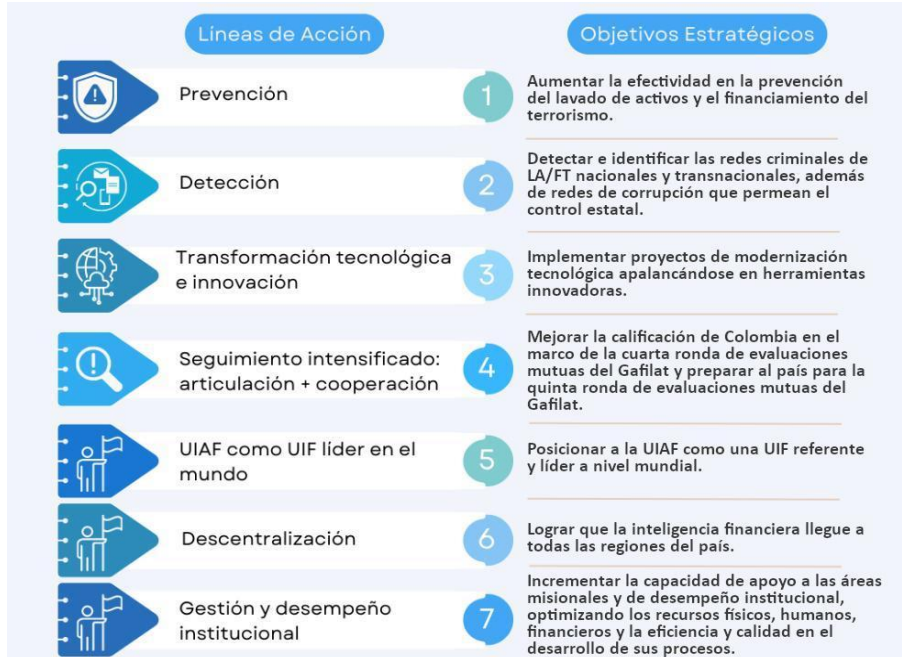 Líneas de Acción
Objetivos Estratégicos
Prevención
1
Aumentar la efectividad en la prevención
del lavado de activos y el financiamiento del
terrorismo.
Detección
2
Detectar e identificar las redes criminales de
LA/FT nacionales y transnacionales, además
de redes de corrupción que permean el
control estatal.
Transformación tecnológica
e innovación
3
Implementar proyectos de modernización
tecnológica apalancándose en herramientas
innovadoras.
Seguimiento intensificado:
articulación + cooperación
4
Mejorar la calificación de Colombia en el
marco de la cuarta ronda de evaluaciones
mutuas del Gafilat y preparar al país para la
quinta ronda de evaluaciones mutuas del
Gafilat.
UIAF como UIF líder en el
mundo
5
Posicionar a la UIAF como una UIF referente
y líder a nivel mundial.
Descentralización
6
Lograr que la inteligencia financiera llegue a
todas las regiones del país.
Gestión y desempeño
institucional
7
Incrementar la capacidad de apoyo a las áreas
misionales y de desempeño institucional,
optimizando los recursos físicos, humanos,
financieros y la eficiencia y calidad en el
desarrollo de sus procesos.